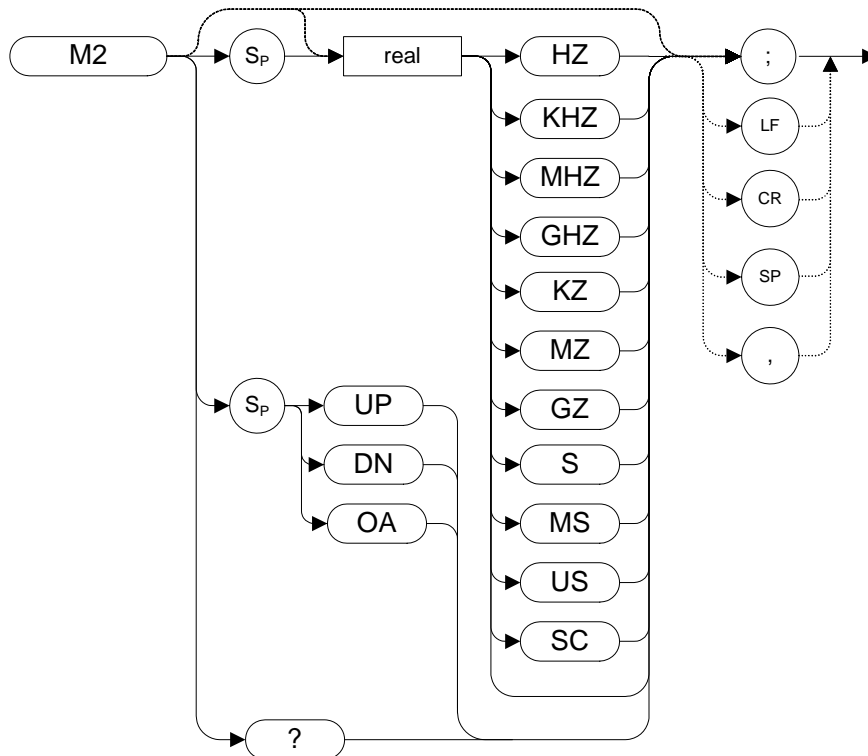 M2
SP
real
HZ
;
KHZ
LF
MHZ
CR
GHZ
KZ
SP
MZ
,
SP
UP
GZ
DN
S
OA
MS
US
SC
?